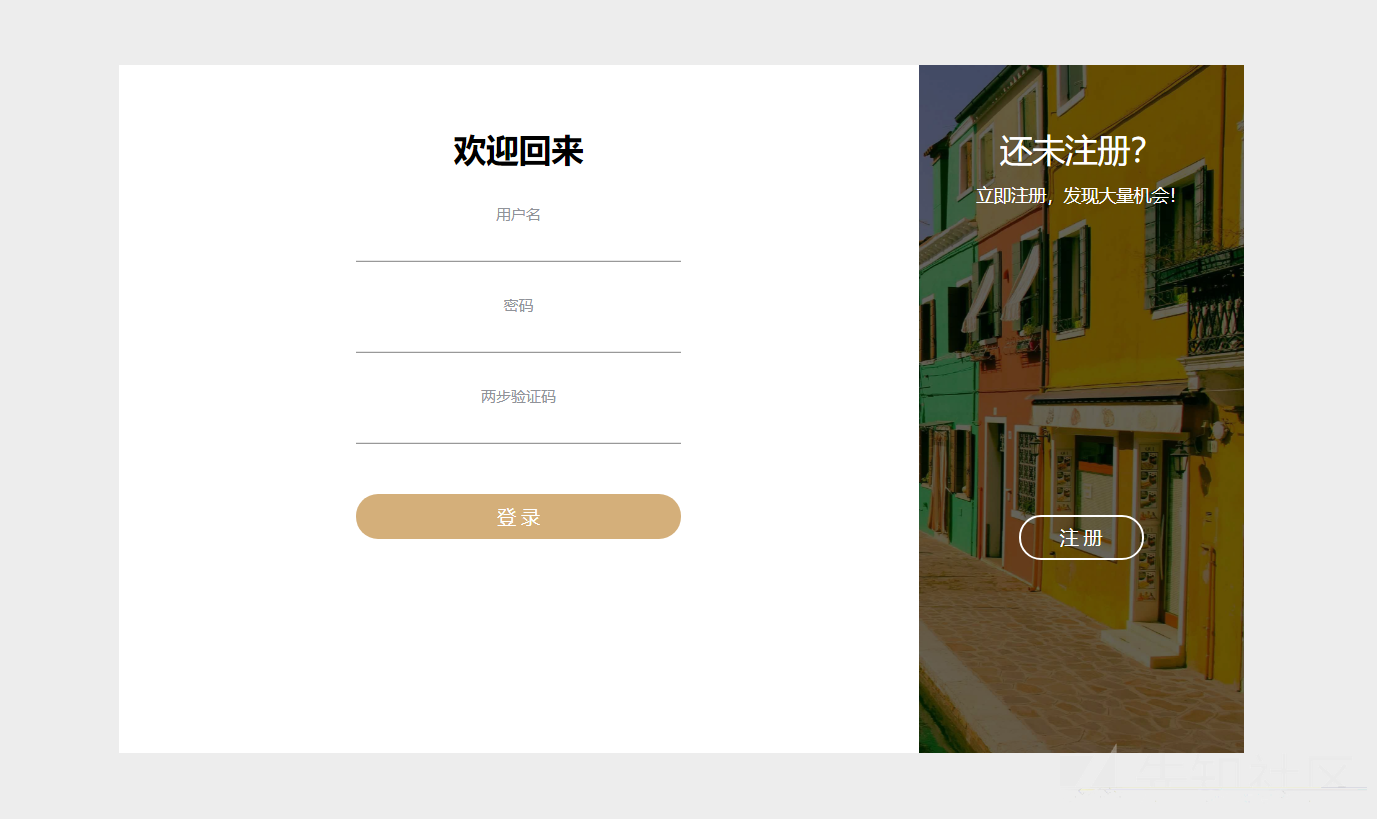 欢迎回来
用户名
密码
两步验证码
登录
还未注册？
立即注册，发现大量机会！
注册
先知社区